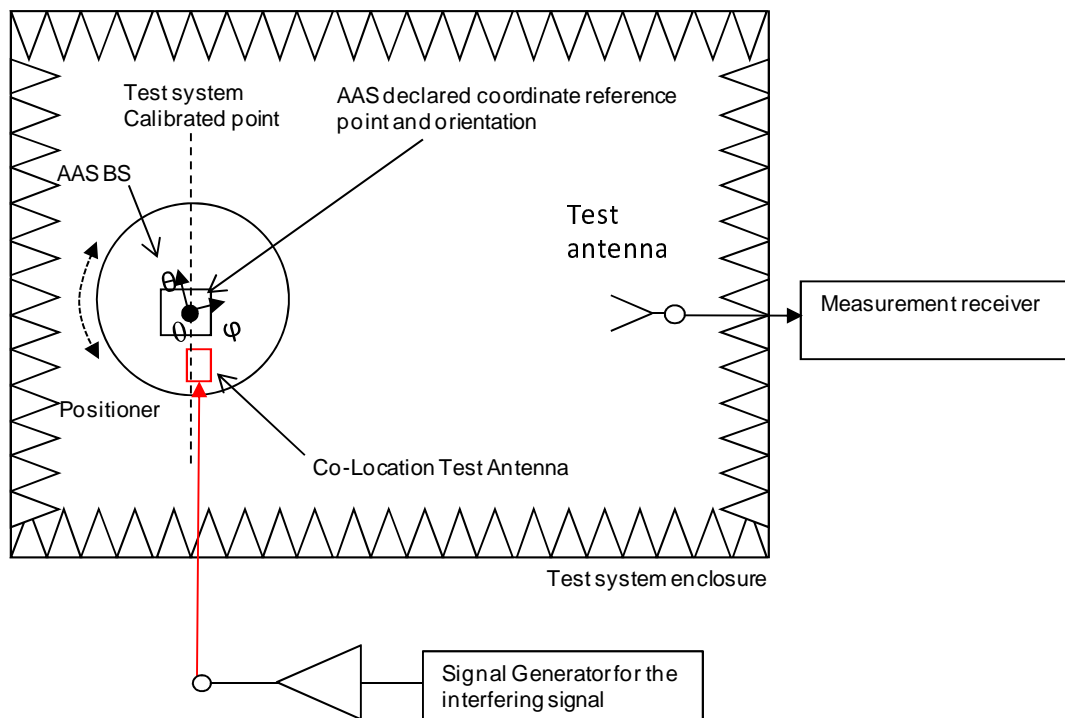 Test system
Calibrated point
AAS declared coordinate reference
point and orientation
AAS BS
Test
antenna
θ
θ
φ
Measurement receiver
Positioner
Co-Location Test Antenna
Test system enclosure
Signal Generator for the
interfering signal